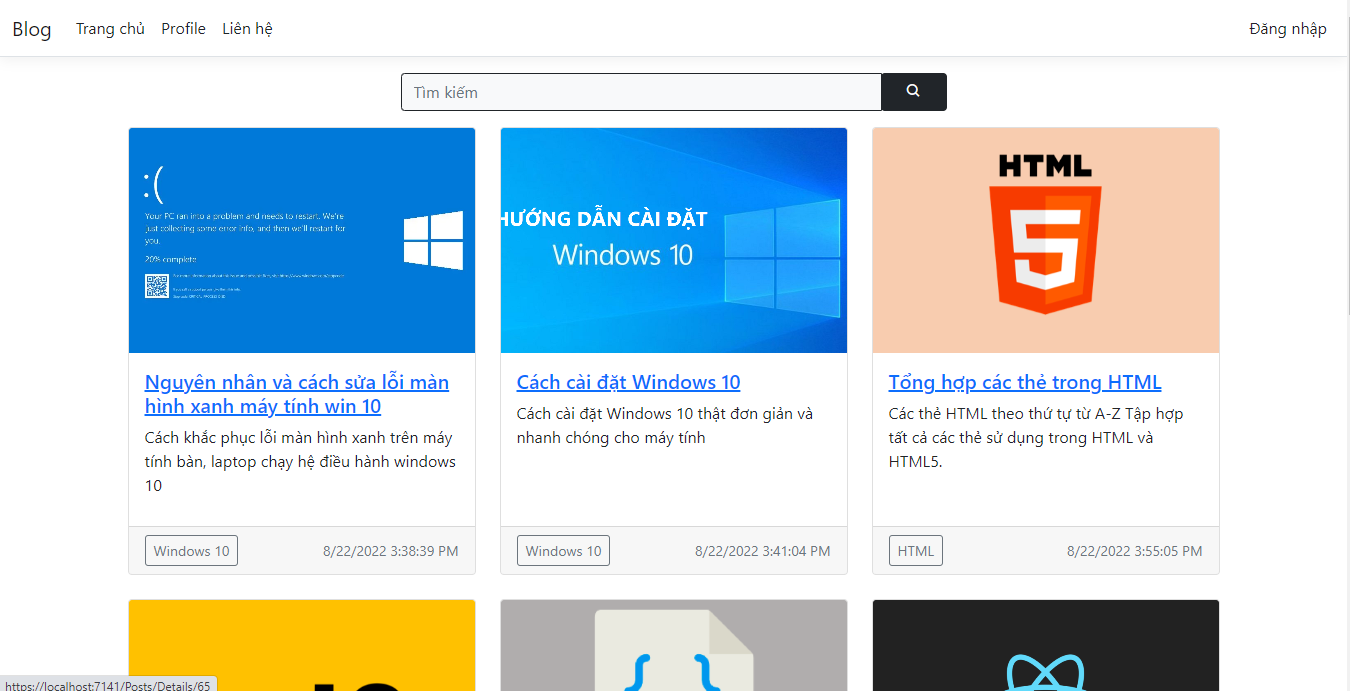 Blog Trang chủ Profile Liên hệ Đăng nhập
Tìm kiếm
:(
Your PC ran into a problem and needs to restart. We're
just collecting some error info, and then we'll restart for
you.
20% complete
HƯỚNG DẪN CÀI ĐẶT
Windows 10
HTML
5
Nguyên nhân và cách sửa lỗi màn
hình xanh máy tính win 10
Cách khắc phục lỗi màn hình xanh trên máy
tính bàn, laptop chạy hệ điều hành windows
10
Windows 10 8/22/2022 3:38:39 PM
Cách cài đặt Windows 10
Cách cài đặt Windows 10 thật đơn giản và
nhanh chóng cho máy tính
Windows 10 8/22/2022 3:41:04 PM
Tổng hợp các thẻ trong HTML
Các thẻ HTML theo thứ tự từ A-Z Tập hợp
tất cả các thẻ sử dụng trong HTML và
HTML5.
HTML 8/22/2022 3:55:05 PM
{ }
https://localhost:7141/Posts/Details/65